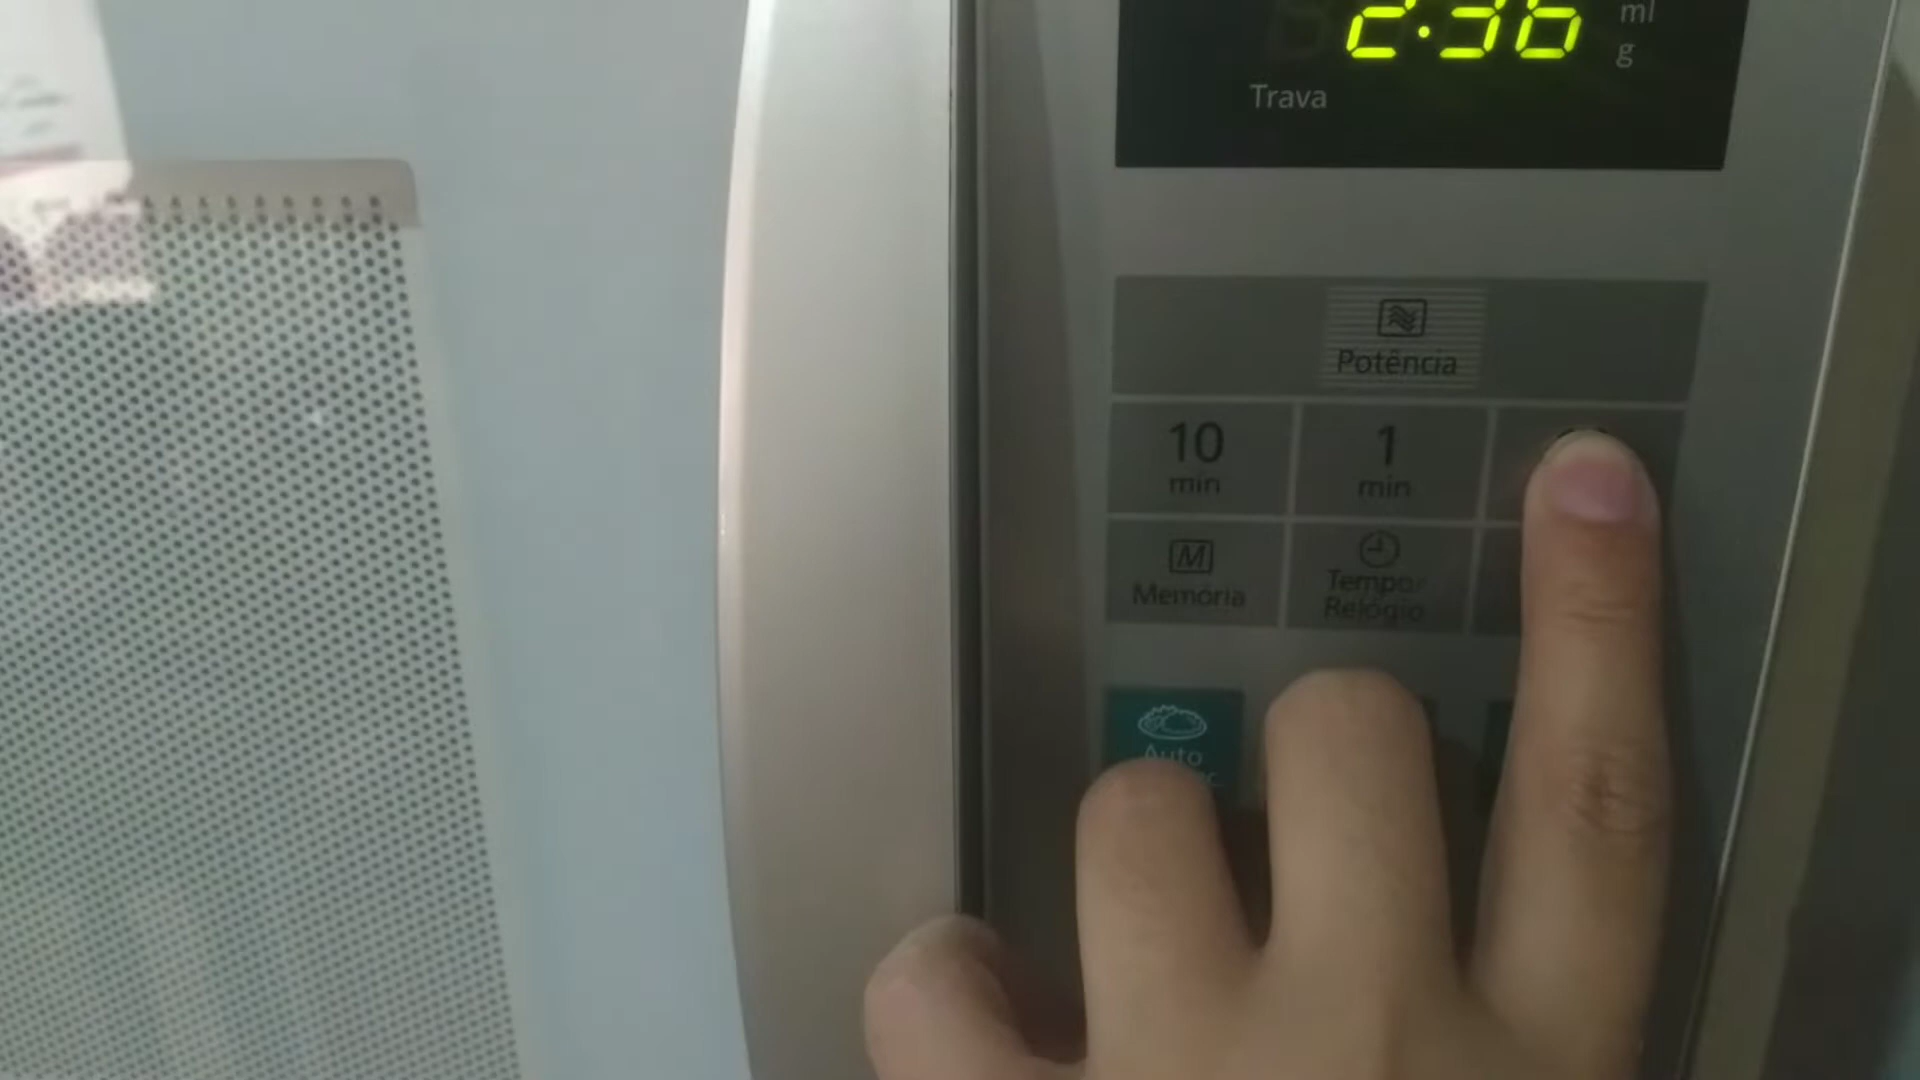 2:36
ml
g
Trava
Potência
10
min
1
min
M
Memória
Tempo/
Relógio
Auto